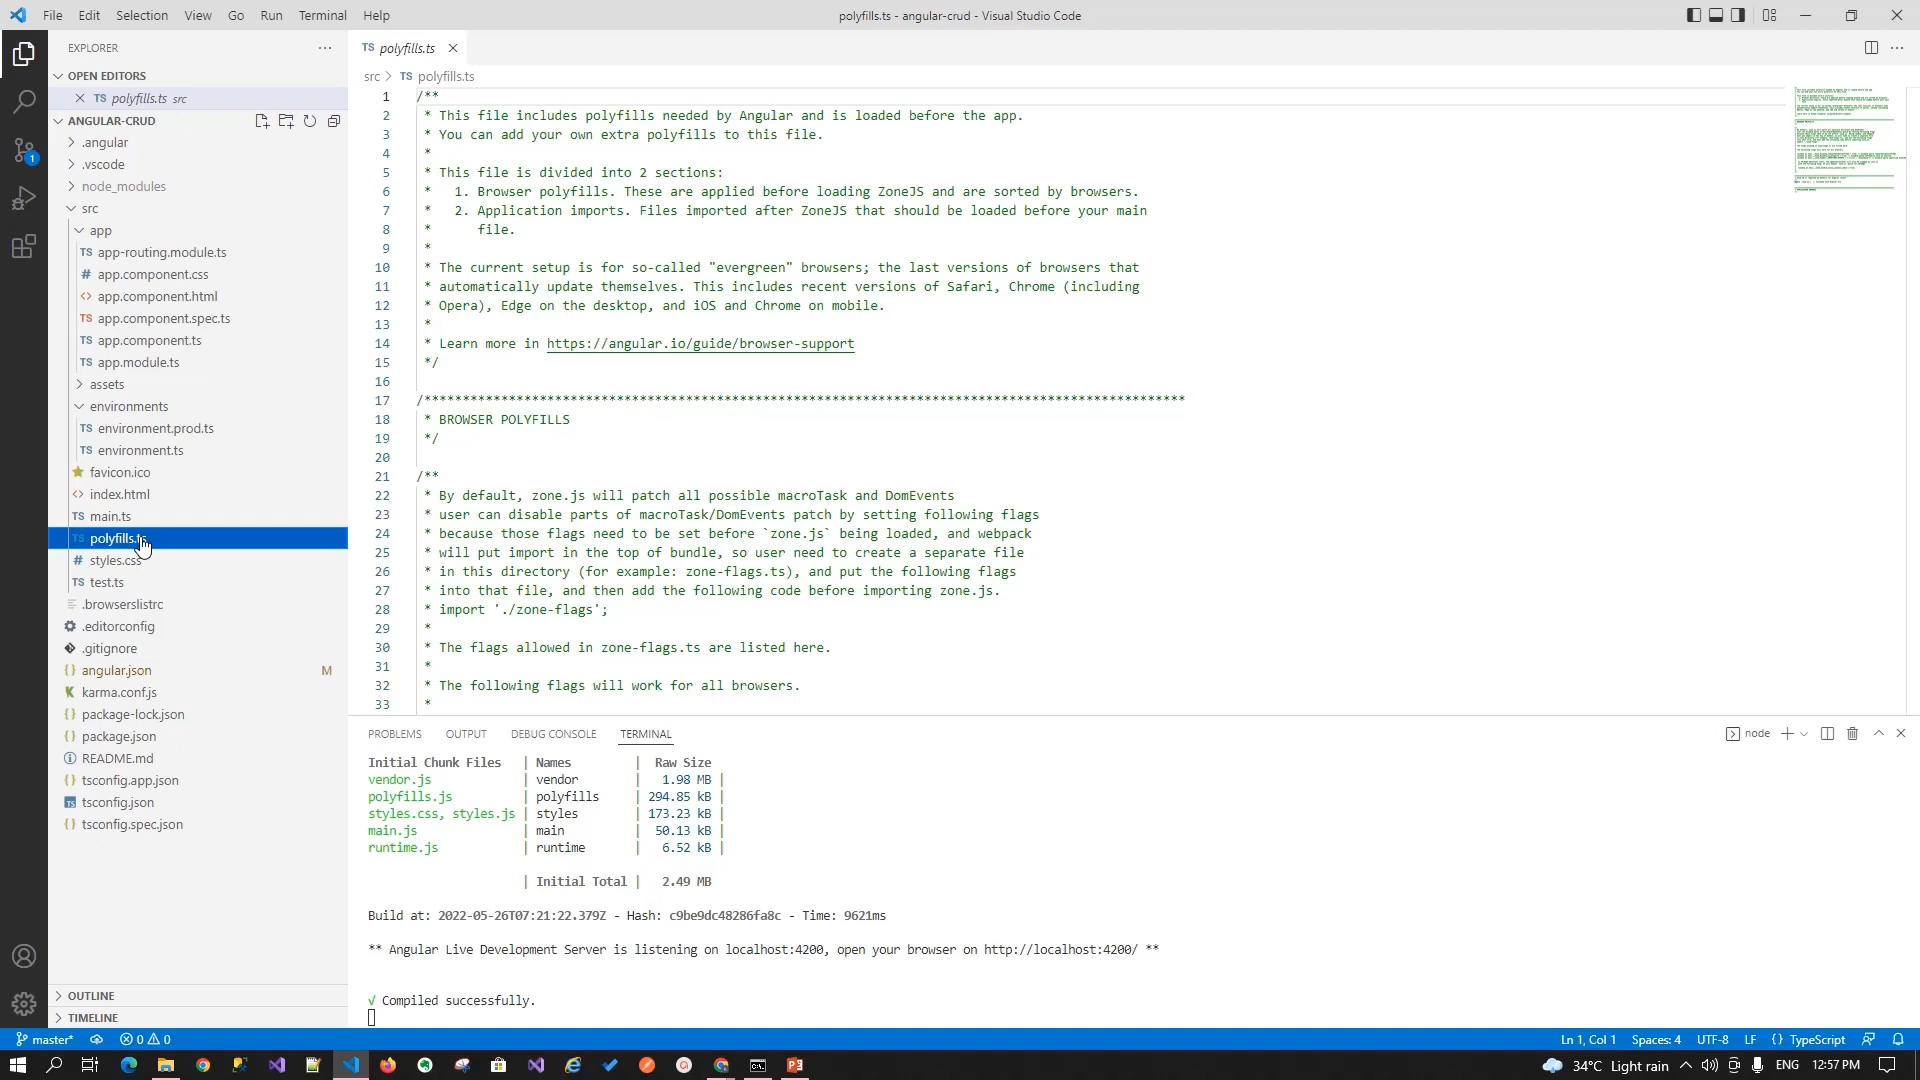 File Edit Selection View Go Run Terminal Help
polyfills.ts - angular-crud - Visual Studio Code
EXPLORER
OPEN EDITORS
TS polyfills.ts src
ANGULAR-CRUD
.angular
.vscode
node_modules
src
app
TS app-routing.module.ts
# app.component.css
<> app.component.html
TS app.component.spec.ts
TS app.component.ts
TS app.module.ts
assets
environments
TS environment.prod.ts
TS environment.ts
favicon.ico
<> index.html
TS main.ts
TS polyfills.ts
# styles.css
TS test.ts
.browserslistrc
.editorconfig
.gitignore
{} angular.json M
K karma.conf.js
{} package-lock.json
{} package.json
README.md
{} tsconfig.app.json
TS tsconfig.json
{} tsconfig.spec.json
OUTLINE
TIMELINE
1
TS polyfills.ts
src > TS polyfills.ts
1 /**
2 * This file includes polyfills needed by Angular and is loaded before the app.
3 * You can add your own extra polyfills to this file.
4 *
5 * This file is divided into 2 sections:
6 * 1. Browser polyfills. These are applied before loading ZoneJS and are sorted by browsers.
7 * 2. Application imports. Files imported after ZoneJS that should be loaded before your main
8 * file.
9 *
10 * The current setup is for so-called "evergreen" browsers; the last versions of browsers that
11 * automatically update themselves. This includes recent versions of Safari, Chrome (including
12 * Opera), Edge on the desktop, and iOS and Chrome on mobile.
13 *
14 * Learn more in https://angular.io/guide/browser-support
15 */
16
17 /***************************************************************************************************
18 * BROWSER POLYFILLS
19 */
20
21 /**
22 * By default, zone.js will patch all possible macroTask and DomEvents
23 * user can disable parts of macroTask/DomEvents patch by setting following flags
24 * because those flags need to be set before `zone.js` being loaded, and webpack
25 * will put import in the top of bundle, so user need to create a separate file
26 * in this directory (for example: zone-flags.ts), and put the following flags
27 * into that file, and then add the following code before importing zone.js.
28 * import './zone-flags';
29 *
30 * The flags allowed in zone-flags.ts are listed here.
31 *
32 * The following flags will work for all browsers.
33 *
PROBLEMS OUTPUT DEBUG CONSOLE TERMINAL
node
Initial Chunk Files | Names | Raw Size
vendor.js | vendor | 1.98 MB |
polyfills.js | polyfills | 294.85 kB |
styles.css, styles.js | styles | 173.23 kB |
main.js | main | 50.13 kB |
runtime.js | runtime | 6.52 kB |
| Initial Total | 2.49 MB
Build at: 2022-05-26T07:21:22.379Z - Hash: c9be9dc48286fa8c - Time: 9621ms
** Angular Live Development Server is listening on localhost:4200, open your browser on http://localhost:4200/ **
√ Compiled successfully.
master* 0 0
Ln 1, Col 1 Spaces: 4 UTF-8 LF {} TypeScript
34°C Light rain ENG 12:57 PM